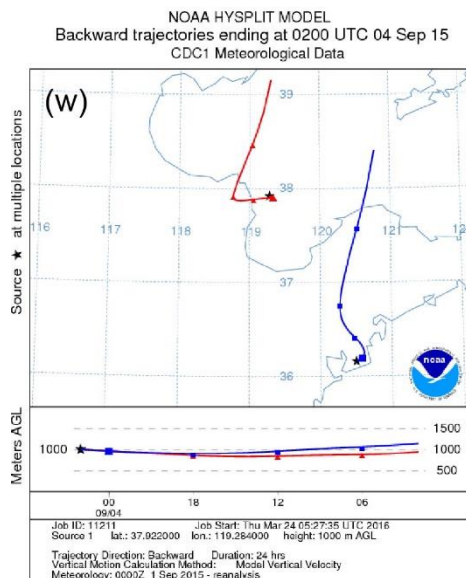 NOAA HYSPLIT MODEL
Backward trajectories ending at 0200 UTC 04 Sep 15
CDC1 Meteorological Data
(w)
39
38
116 117 118 119 120 121 122
37
36
Source ★ at multiple locations
noaa
Meters AGL
1500
1000 1000
500
00 18 12 06
09/04
Job ID: 11211 Job Start: Thu Mar 24 05:27:35 UTC 2016
Source 1 lat.: 37.922000 lon.: 119.284000 height: 1000 m AGL
Trajectory Direction: Backward Duration: 24 hrs
Vertical Motion Calculation Method: Model Vertical Velocity
Meteorology: 0000Z 1 Sep 2015 - reanalysis